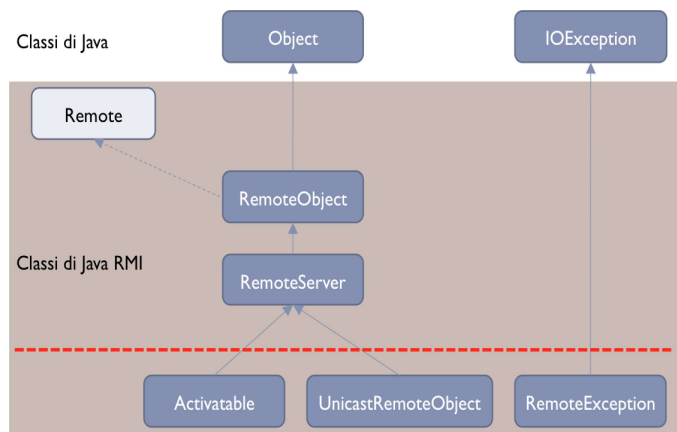 Classi di Java
Object
IOException
Remote
RemoteObject
Classi di Java RMI
RemoteServer
Activatable
UnicastRemoteObject
RemoteException